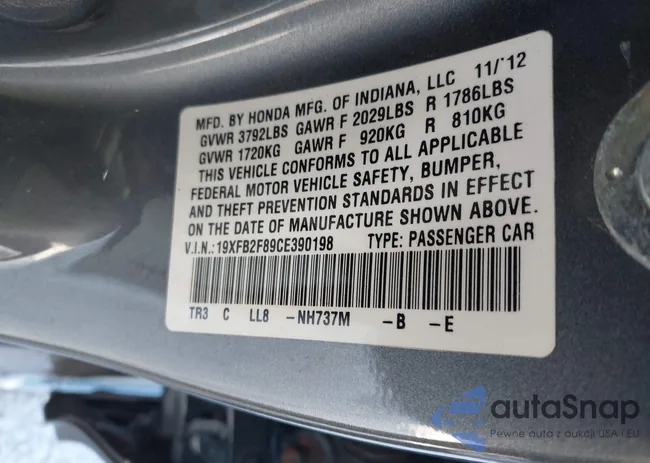 MFD. BY HONDA MFG. OF INDIANA, LLC 11/'12
GVWR 3792LBS GAWR F 2029LBS R 1786LBS
GVWR 1720KG GAWR F 920KG R 810KG
THIS VEHICLE CONFORMS TO ALL APPLICABLE
FEDERAL MOTOR VEHICLE SAFETY, BUMPER,
AND THEFT PREVENTION STANDARDS IN EFFECT
ON THE DATE OF MANUFACTURE SHOWN ABOVE.
V.I.N.:19XFB2F89CE390198 TYPE: PASSENGER CAR
TR3 C LL8 -NH737M -B -E
autaSnap
Pewne auta z aukcji USA i EU